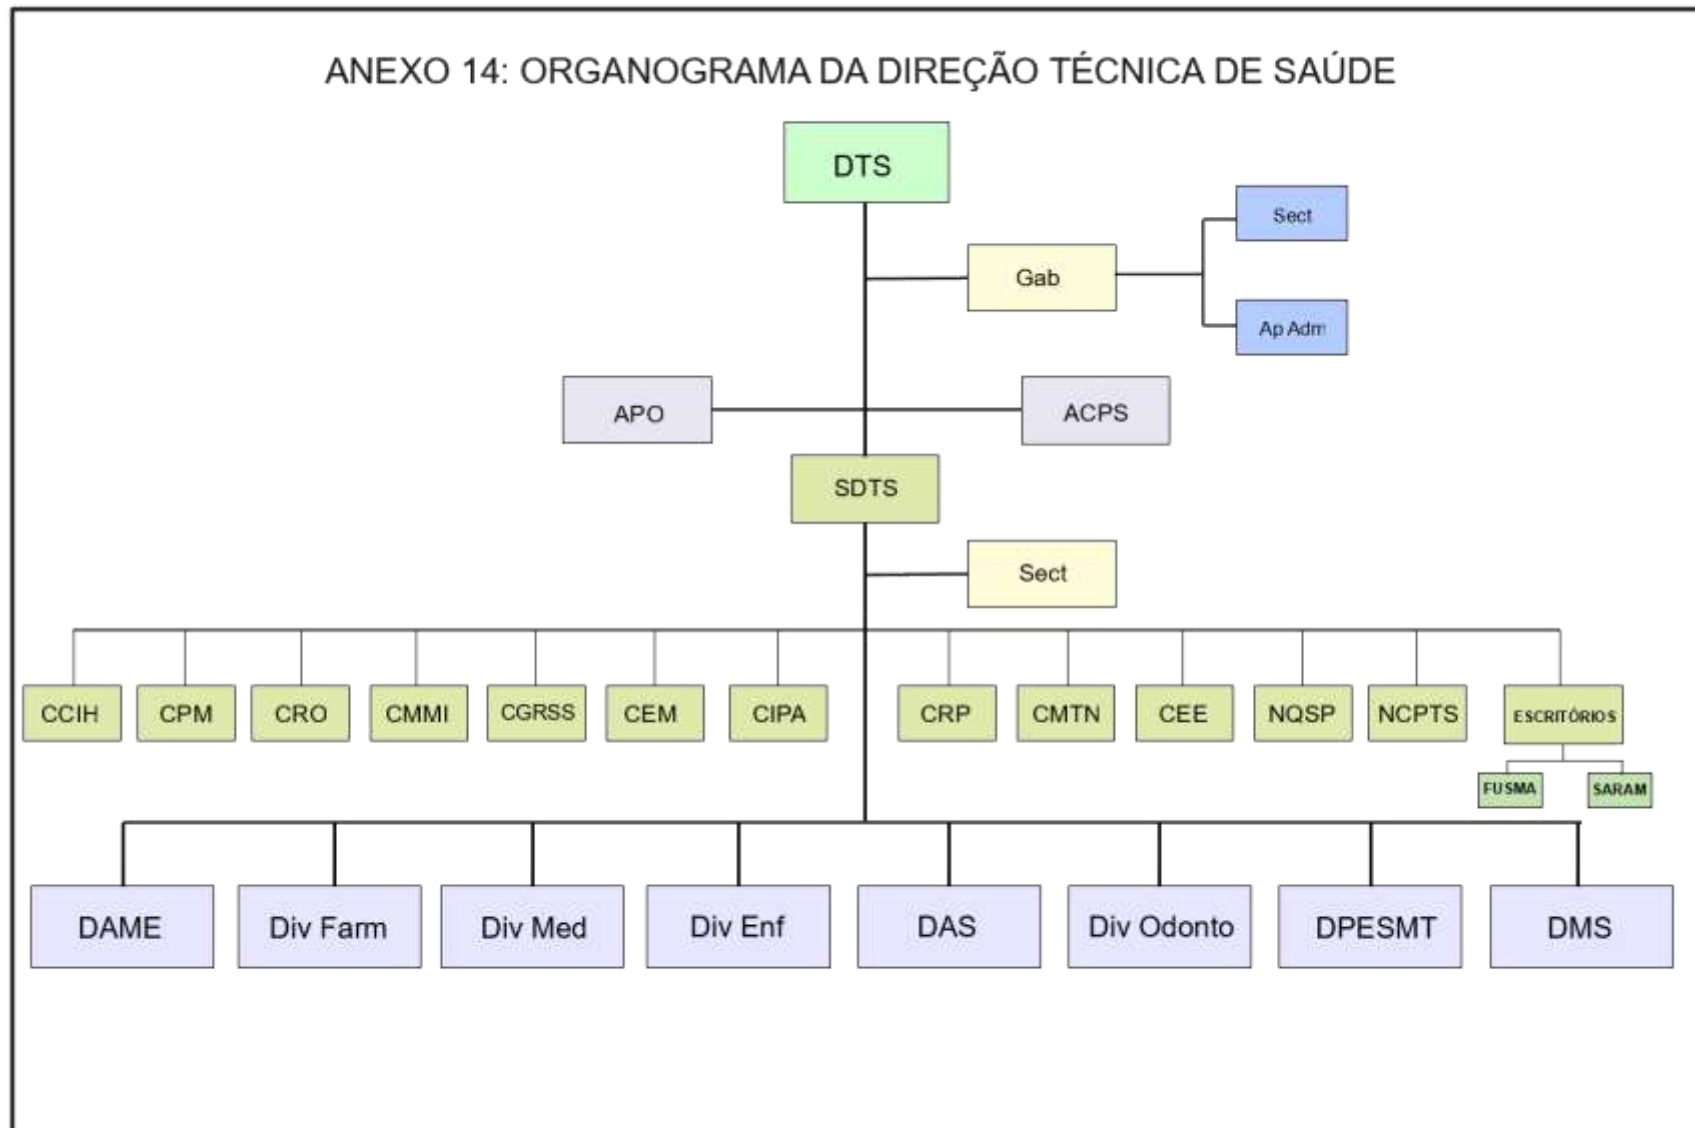 ANEXO 14: ORGANOGRAMA DA DIREÇÃO TÉCNICA DE SAÚDE
DTS
Sect
Gab
Ap Adm
APO
ACPS
SDTS
Sect
CCIH
CPM
CRO
CMMI
CGRSS
CEM
CIPA
CRP
CMTN
CEE
NQSP
NCPTS
ESCRITÓRIOS
FUSMA
SARAM
DAME
Div Farm
Div Med
Div Enf
DAS
Div Odonto
DPESMT
DMS